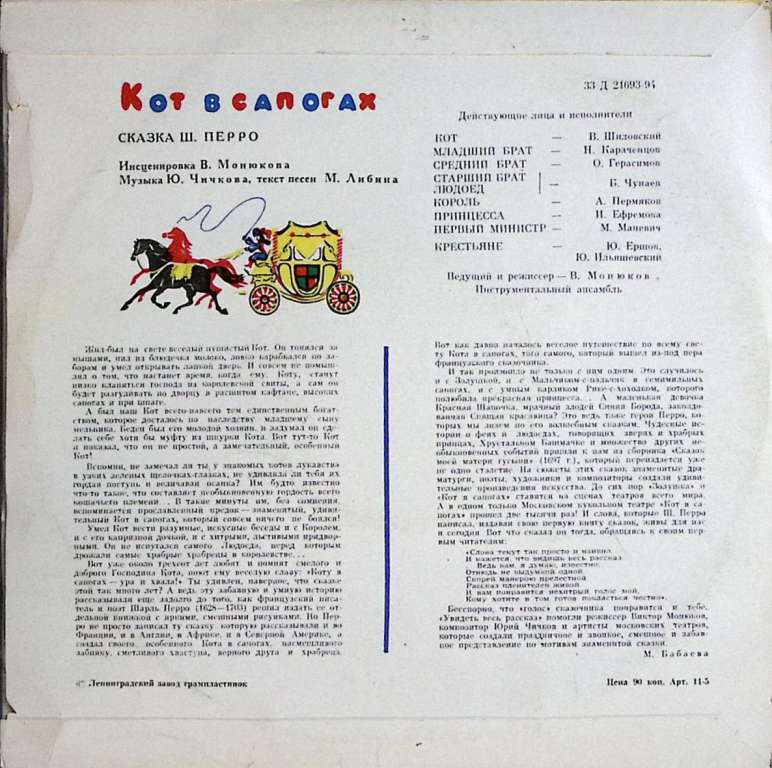 Кот в сапогах
СКАЗКА Ш. ПЕРРО
Инсценировка В. Монюкова
Музыка Ю. Чичкова, текст песен М. Либина
33 Д 21693-94
Действующие лица и исполнители
КОТ — В. Шиловский
МЛАДШИЙ БРАТ — Н. Караченцов
СРЕДНИЙ БРАТ — О. Герасимов
СТАРШИЙ БРАТ
ЛЮДОЕД — Б. Чунаев
КОРОЛЬ — А. Пермяков
ПРИНЦЕССА — И. Ефремова
ПЕРВЫЙ МИНИСТР — М. Маневич
КРЕСТЬЯНЕ — Ю. Ершов,
Ю. Ильяшевский
Ведущий и режиссер — В. Монюков
Инструментальный ансамбль
Жил-был на свете веселый пушистый Кот. Он гонялся за
мышами, пил из блюдечка молоко, ловко карабкался по за-
борам и умел открывать лапкой дверь. И совсем не помыш-
лял о том, что настанет время, когда ему, Коту, станут
низко кланяться господа из королевской свиты, а сам он
будет разгуливать по дворцу в расшитом кафтане, высоких
сапогах и при шпаге.
А был наш Кот всего-навсего тем единственным богат-
ством, которое досталось по наследству младшему сыну
мельника. Беден был его молодой хозяин, и задумал он сде-
лать себе хотя бы муфту из шкурки Кота. Вот тут-то Кот
и показал, что он не простой, а замечательный, особенный
Кот!
Вспомни, не замечал ли ты у знакомых котов лукавства
в узких зеленых щелочках-глазках, не удивляла ли тебя их
гордая поступь и величавая осанка? Им будто известно
что-то такое, что составляет необыкновенную гордость всего
кошачьего племени... В такие минуты им, без сомнения,
вспоминается прославленный предок — знаменитый, удиви-
тельный Кот в сапогах, который совсем ничего не боялся!
Умел Кот вести разумные, искусные беседы и с Королем,
и с его капризной дочкой, и с хитрыми, льстивыми придвор-
ными. Он не испугался самого Людоеда, перед которым
дрожали самые храбрые храбрецы в королевстве...
Вот уже около трехсот лет любят и помнят смелого и
доброго Господина Кота, поют ему веселую славу: «Коту в
сапогах — ура и хвала!» Ты удивлен, наверное, что сказке
этой так много лет? А ведь эту забавную и умную историю
рассказывали еще задолго до того, как французский писа-
тель и поэт Шарль Перро (1628—1703) решил издать ее от-
дельной книжкой с яркими, смешными рисунками. Но Пер-
ро не просто записал ту сказку, которую рассказывали и во
Франции, и в Англии, в Африке, и в Северной Америке, а
создал своего, особенного Кота в сапогах, насмешливого
забияку, сметливого хвастуна, верного друга и храбреца.
Вот как давно началось веселое путешествие по всему све-
ту Кота в сапогах, того самого, который вышел из-под пера
французского сказочника.
И так произошло не только с ним одним. Это случилось
и с Золушкой, и с Мальчиком-с-пальчик в семимильных
сапогах, и с умным карликом Рике-с-хохолком, которого
полюбила прекрасная принцесса... А маленькая девочка
Красная Шапочка, мрачный злодей Синяя Борода, заколдо-
ванная Спящая красавица? Это ведь тоже герои Перро, ко-
торых мы знаем по его волшебным сказкам. Чудесные ис-
тории о феях и людоедах, говорящих зверях и храбрых
принцах, Хрустальном башмачке и множество других не-
обыкновенных событий пришли к нам из сборника «Сказок
моей матери гусыни» (1697 г.), который переиздается уже
не одно столетие. На сюжеты этих сказок знаменитые дра-
матурги, поэты, художники и композиторы создали удиви-
тельные произведения искусства. До сих пор «Золушка» и
«Кот в сапогах» ставятся на сценах театров всего мира.
А в одном только Московском кукольном театре «Кот в са-
погах» прошел две тысячи раз! И слова, которые Ш. Перро
написал, издавая свою первую книгу сказок, живы для нас
и сегодня. Вот что сказал он тогда, обращаясь к своим пер-
вым читателям:
«Слова текут так просто и наивно,
И кажется, что видишь весь рассказ.
Ведь вам, я думаю, известно,
Отнюдь не выдумкой одной,
Скорей манерою прелестной
Рассказ пленителен живой.
И вам понравится нехитрый голос мой,
Кому хотите в том готов поклясться честно».
Бесспорно, что «голос» сказочника понравится и тебе.
«Увидеть весь рассказ» помогли режиссер Виктор Монюков,
композитор Юрий Чичков и артисты московских театров,
которые создали праздничное и звонкое, смешное и забав-
ное представление по мотивам знаменитой сказки.
М. Бабаева
Ленинградский завод грампластинок
Цена 90 коп. Арт. 11-5